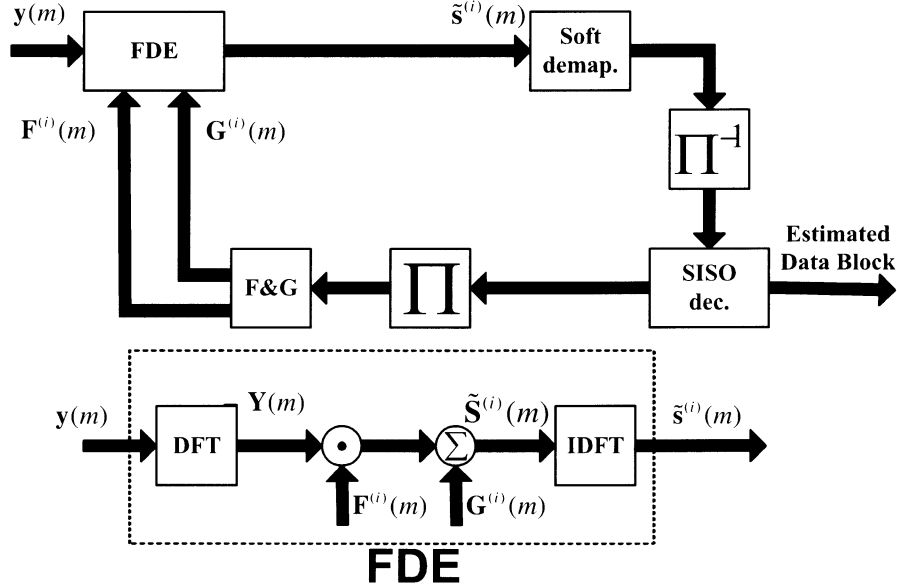 y(m)
s̃⁽ⁱ⁾(m)
FDE
Soft
demap.
F⁽ⁱ⁾(m)
G⁽ⁱ⁾(m)
∏⁻¹
Estimated
Data Block
F&G
∏
SISO
dec.
y(m)
Y(m)
S̃⁽ⁱ⁾(m)
s̃⁽ⁱ⁾(m)
DFT
•
Σ
IDFT
F⁽ⁱ⁾(m)
G⁽ⁱ⁾(m)
FDE